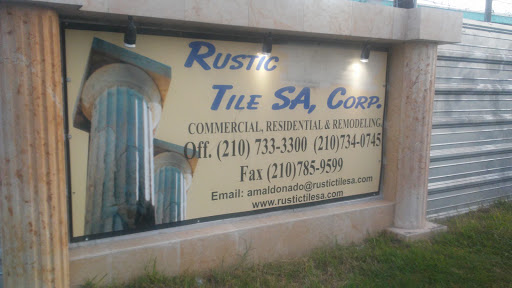 Rustic
Tile SA, Corp.
COMMERCIAL, RESIDENTIAL & REMODELING
Off. (210) 733-3300 (210)734-0745
Fax (210)785-9599
Email: amaldonado@rustictilesa.com
www.rustictilesa.com